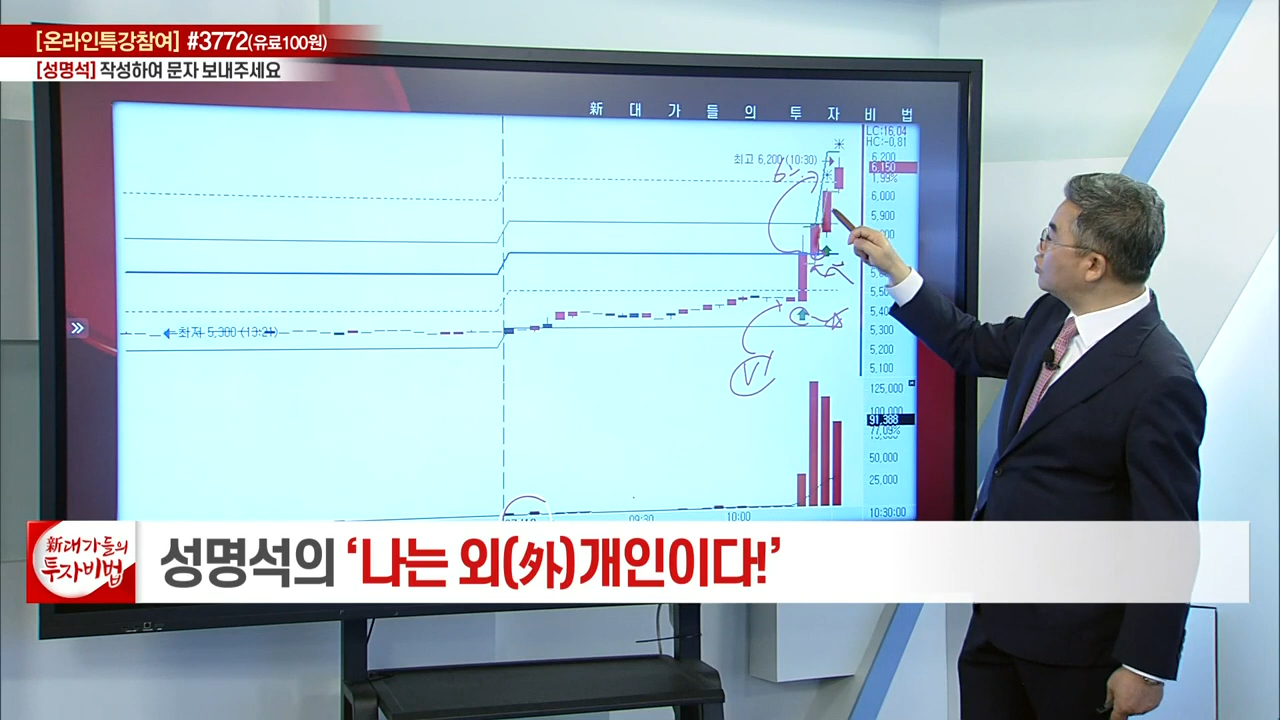 [온라인특강참여] #3772(유료100원)
[성명석] 작성하여 문자 보내주세요
新 대 가 들 의 투 자 비 법
LC:16.04
HC:-0.81
최고 6,200 (10:30)
6,200
6,150
1.99%
6,000
5,900
5,300
5,200
5,100
최저 5,300 (13:21)
125,000
100,000
91,388
77.09%
50,000
25,000
09:30
10:00
10:30:00
新대가들의
투자비법
성명석의 ‘나는 외(外)개인이다!’